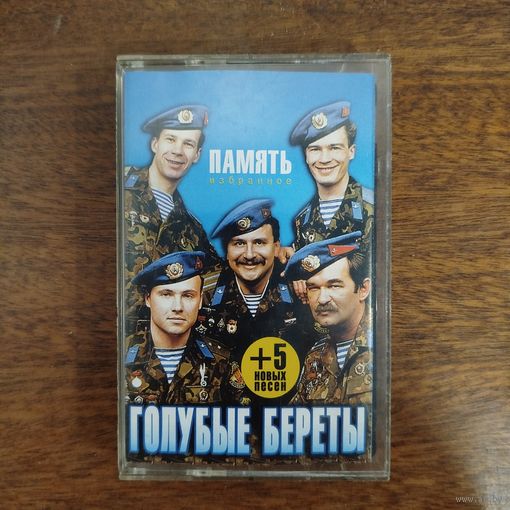 ПАМЯТЬ
избранное
+5
НОВЫХ
ПЕСЕН
ГОЛУБЫЕ БЕРЕТЫ